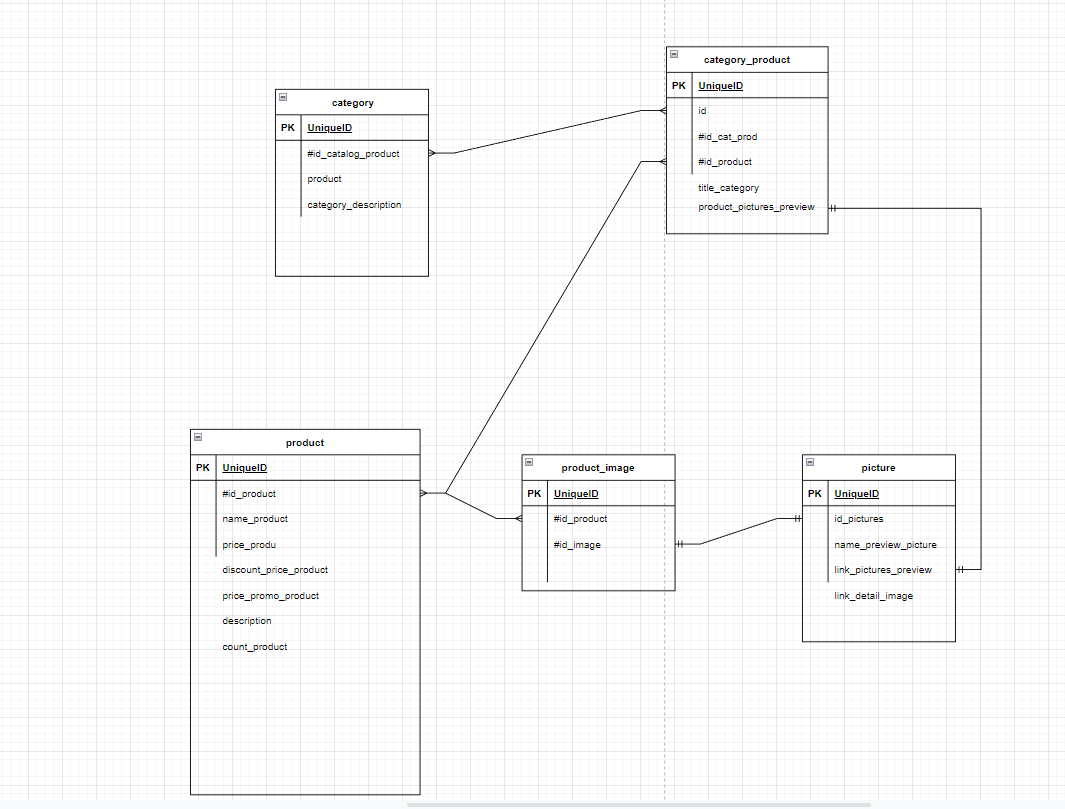 category_product
PK UniqueID
id
#id_cat_prod
#id_product
title_category
product_pictures_preview
category
PK UniqueID
#id_catalog_product
product
category_description
product
PK UniqueID
#id_product
name_product
price_produ
discount_price_product
price_promo_product
description
count_product
product_image
PK UniqueID
#id_product
#id_image
picture
PK UniqueID
id_pictures
name_preview_picture
link_pictures_preview
link_detail_image